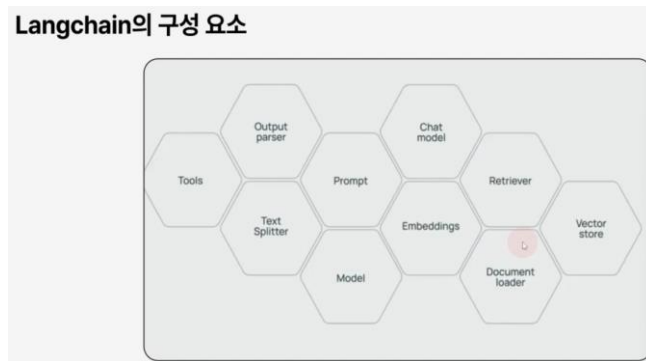 Langchain의 구성 요소
Output
parser
Chat
model
Tools
Prompt
Retriever
Text
Splitter
Embeddings
Vector
store
Model
Document
loader